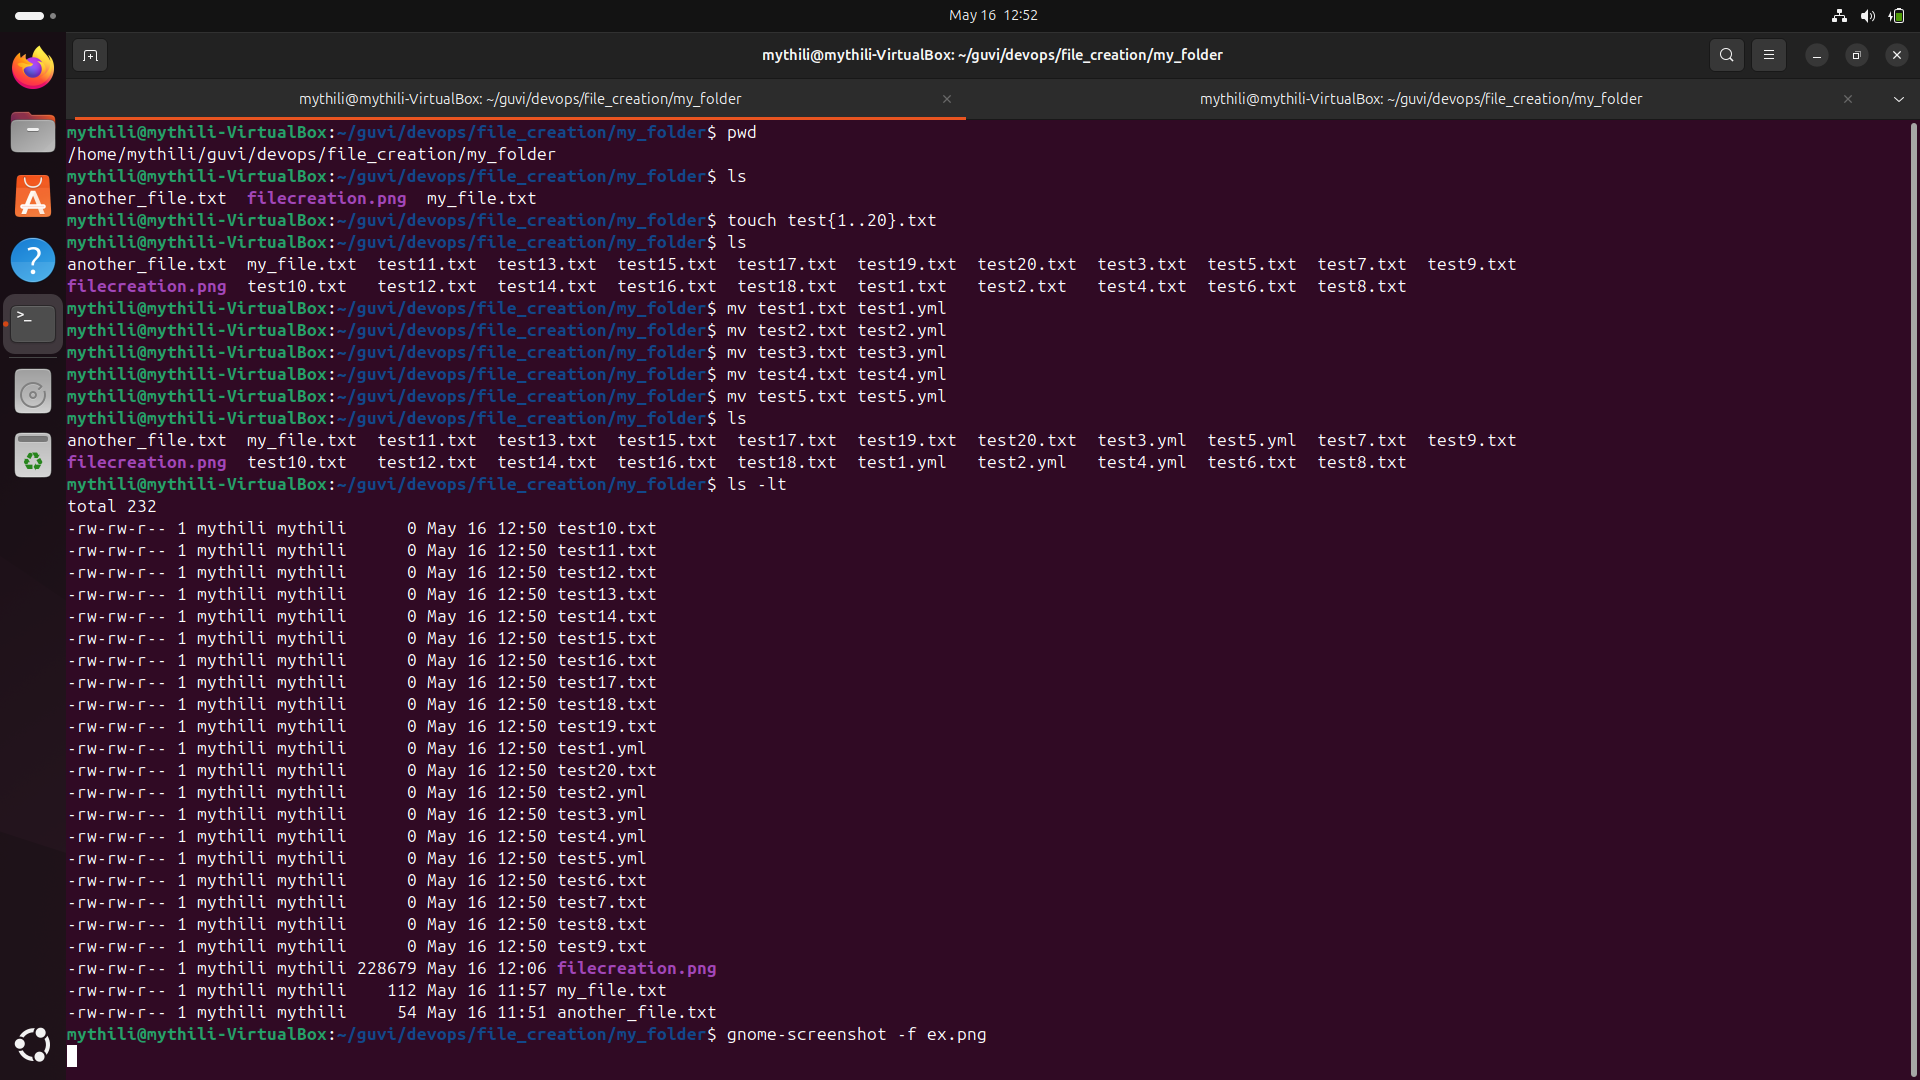 May 16 12:52
mythili@mythili-VirtualBox: ~/guvi/devops/file_creation/my_folder
mythili@mythili-VirtualBox: ~/guvi/devops/file_creation/my_folder
mythili@mythili-VirtualBox: ~/guvi/devops/file_creation/my_folder
mythili@mythili-VirtualBox:~/guvi/devops/file_creation/my_folder$ pwd
/home/mythili/guvi/devops/file_creation/my_folder
mythili@mythili-VirtualBox:~/guvi/devops/file_creation/my_folder$ ls
another_file.txt  filecreation.png  my_file.txt
mythili@mythili-VirtualBox:~/guvi/devops/file_creation/my_folder$ touch test{1..20}.txt
mythili@mythili-VirtualBox:~/guvi/devops/file_creation/my_folder$ ls
another_file.txt  my_file.txt  test11.txt  test13.txt  test15.txt  test17.txt  test19.txt  test20.txt  test3.txt  test5.txt  test7.txt  test9.txt
filecreation.png  test10.txt   test12.txt  test14.txt  test16.txt  test18.txt  test1.txt   test2.txt   test4.txt  test6.txt  test8.txt
mythili@mythili-VirtualBox:~/guvi/devops/file_creation/my_folder$ mv test1.txt test1.yml
mythili@mythili-VirtualBox:~/guvi/devops/file_creation/my_folder$ mv test2.txt test2.yml
mythili@mythili-VirtualBox:~/guvi/devops/file_creation/my_folder$ mv test3.txt test3.yml
mythili@mythili-VirtualBox:~/guvi/devops/file_creation/my_folder$ mv test4.txt test4.yml
mythili@mythili-VirtualBox:~/guvi/devops/file_creation/my_folder$ mv test5.txt test5.yml
mythili@mythili-VirtualBox:~/guvi/devops/file_creation/my_folder$ ls
another_file.txt  my_file.txt  test11.txt  test13.txt  test15.txt  test17.txt  test19.txt  test20.txt  test3.yml  test5.yml  test7.txt  test9.txt
filecreation.png  test10.txt   test12.txt  test14.txt  test16.txt  test18.txt  test1.yml   test2.yml   test4.yml  test6.txt  test8.txt
mythili@mythili-VirtualBox:~/guvi/devops/file_creation/my_folder$ ls -lt
total 232
-rw-rw-r-- 1 mythili mythili      0 May 16 12:50 test10.txt
-rw-rw-r-- 1 mythili mythili      0 May 16 12:50 test11.txt
-rw-rw-r-- 1 mythili mythili      0 May 16 12:50 test12.txt
-rw-rw-r-- 1 mythili mythili      0 May 16 12:50 test13.txt
-rw-rw-r-- 1 mythili mythili      0 May 16 12:50 test14.txt
-rw-rw-r-- 1 mythili mythili      0 May 16 12:50 test15.txt
-rw-rw-r-- 1 mythili mythili      0 May 16 12:50 test16.txt
-rw-rw-r-- 1 mythili mythili      0 May 16 12:50 test17.txt
-rw-rw-r-- 1 mythili mythili      0 May 16 12:50 test18.txt
-rw-rw-r-- 1 mythili mythili      0 May 16 12:50 test19.txt
-rw-rw-r-- 1 mythili mythili      0 May 16 12:50 test1.yml
-rw-rw-r-- 1 mythili mythili      0 May 16 12:50 test20.txt
-rw-rw-r-- 1 mythili mythili      0 May 16 12:50 test2.yml
-rw-rw-r-- 1 mythili mythili      0 May 16 12:50 test3.yml
-rw-rw-r-- 1 mythili mythili      0 May 16 12:50 test4.yml
-rw-rw-r-- 1 mythili mythili      0 May 16 12:50 test5.yml
-rw-rw-r-- 1 mythili mythili      0 May 16 12:50 test6.txt
-rw-rw-r-- 1 mythili mythili      0 May 16 12:50 test7.txt
-rw-rw-r-- 1 mythili mythili      0 May 16 12:50 test8.txt
-rw-rw-r-- 1 mythili mythili      0 May 16 12:50 test9.txt
-rw-rw-r-- 1 mythili mythili 228679 May 16 12:06 filecreation.png
-rw-rw-r-- 1 mythili mythili    112 May 16 11:57 my_file.txt
-rw-rw-r-- 1 mythili mythili     54 May 16 11:51 another_file.txt
mythili@mythili-VirtualBox:~/guvi/devops/file_creation/my_folder$ gnome-screenshot -f ex.png